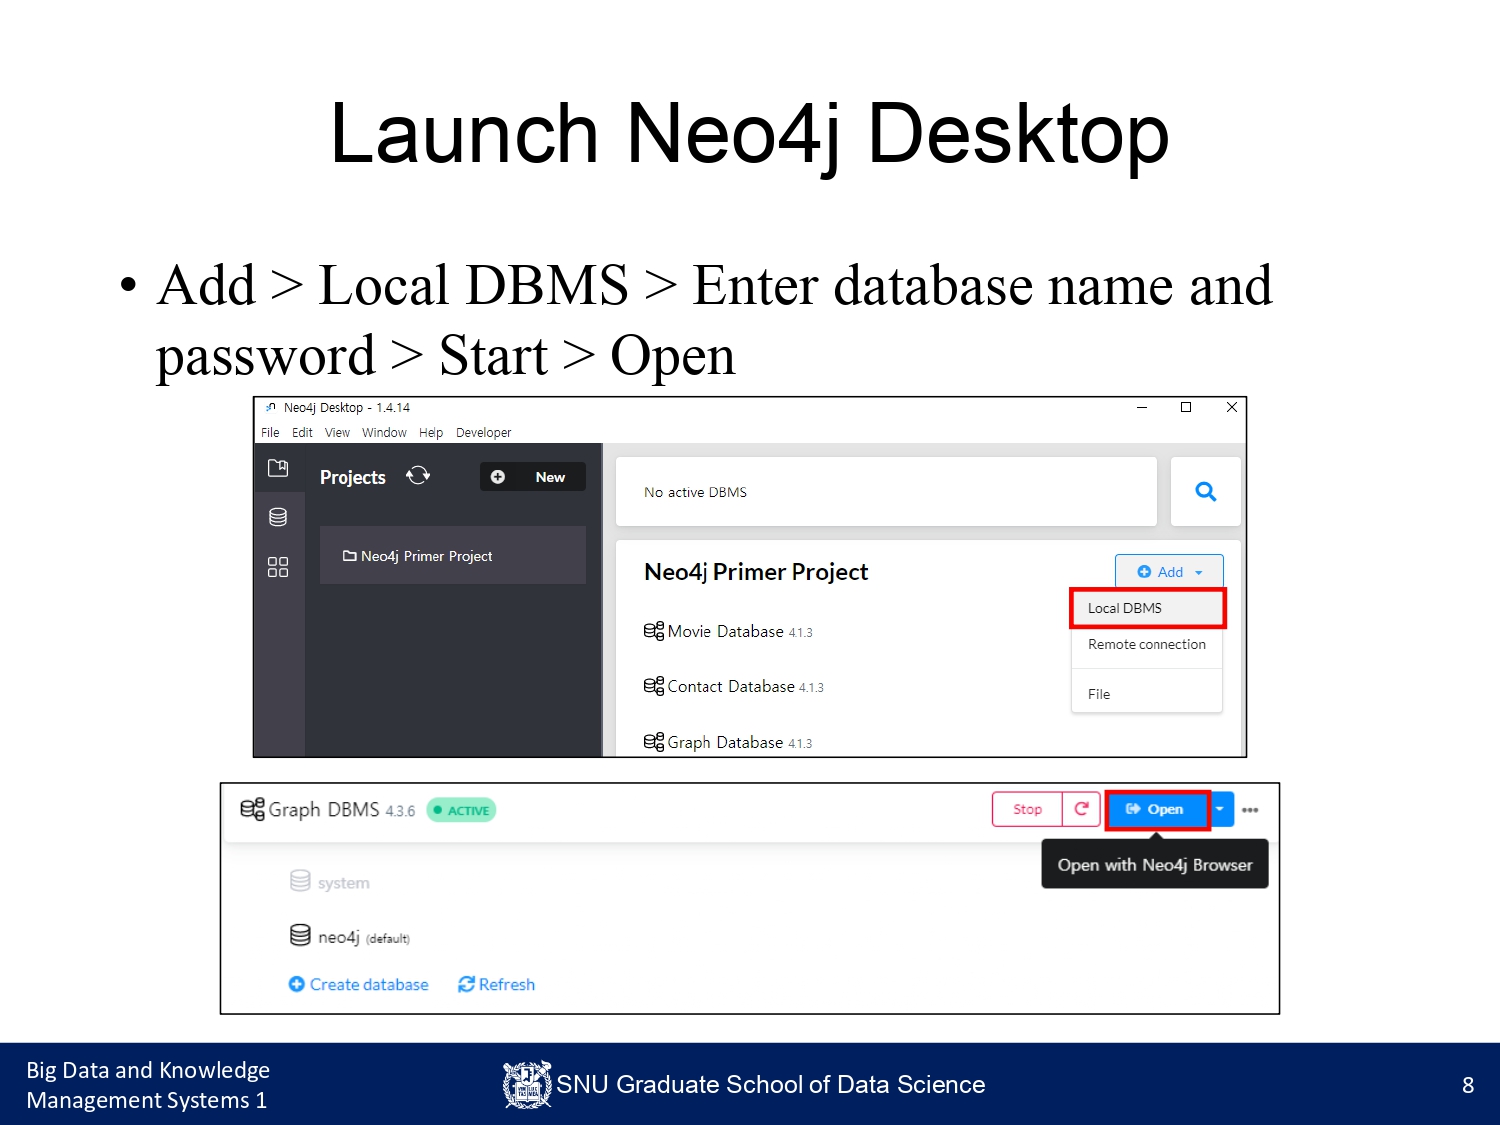 Launch Neo4j Desktop
• Add > Local DBMS > Enter database name and
password > Start > Open
Neo4j Desktop - 1.4.14
File Edit View Window Help Developer
Projects New
No active DBMS
Neo4j Primer Project
Neo4j Primer Project
Add
Local DBMS
Movie Database 4.1.3
Remote connection
Contact Database 4.1.3
File
Graph Database 4.1.3
Graph DBMS 4.3.6 ACTIVE
Stop Open
Open with Neo4j Browser
system
neo4j (default)
Create database Refresh
Big Data and Knowledge
Management Systems 1
SNU Graduate School of Data Science
8